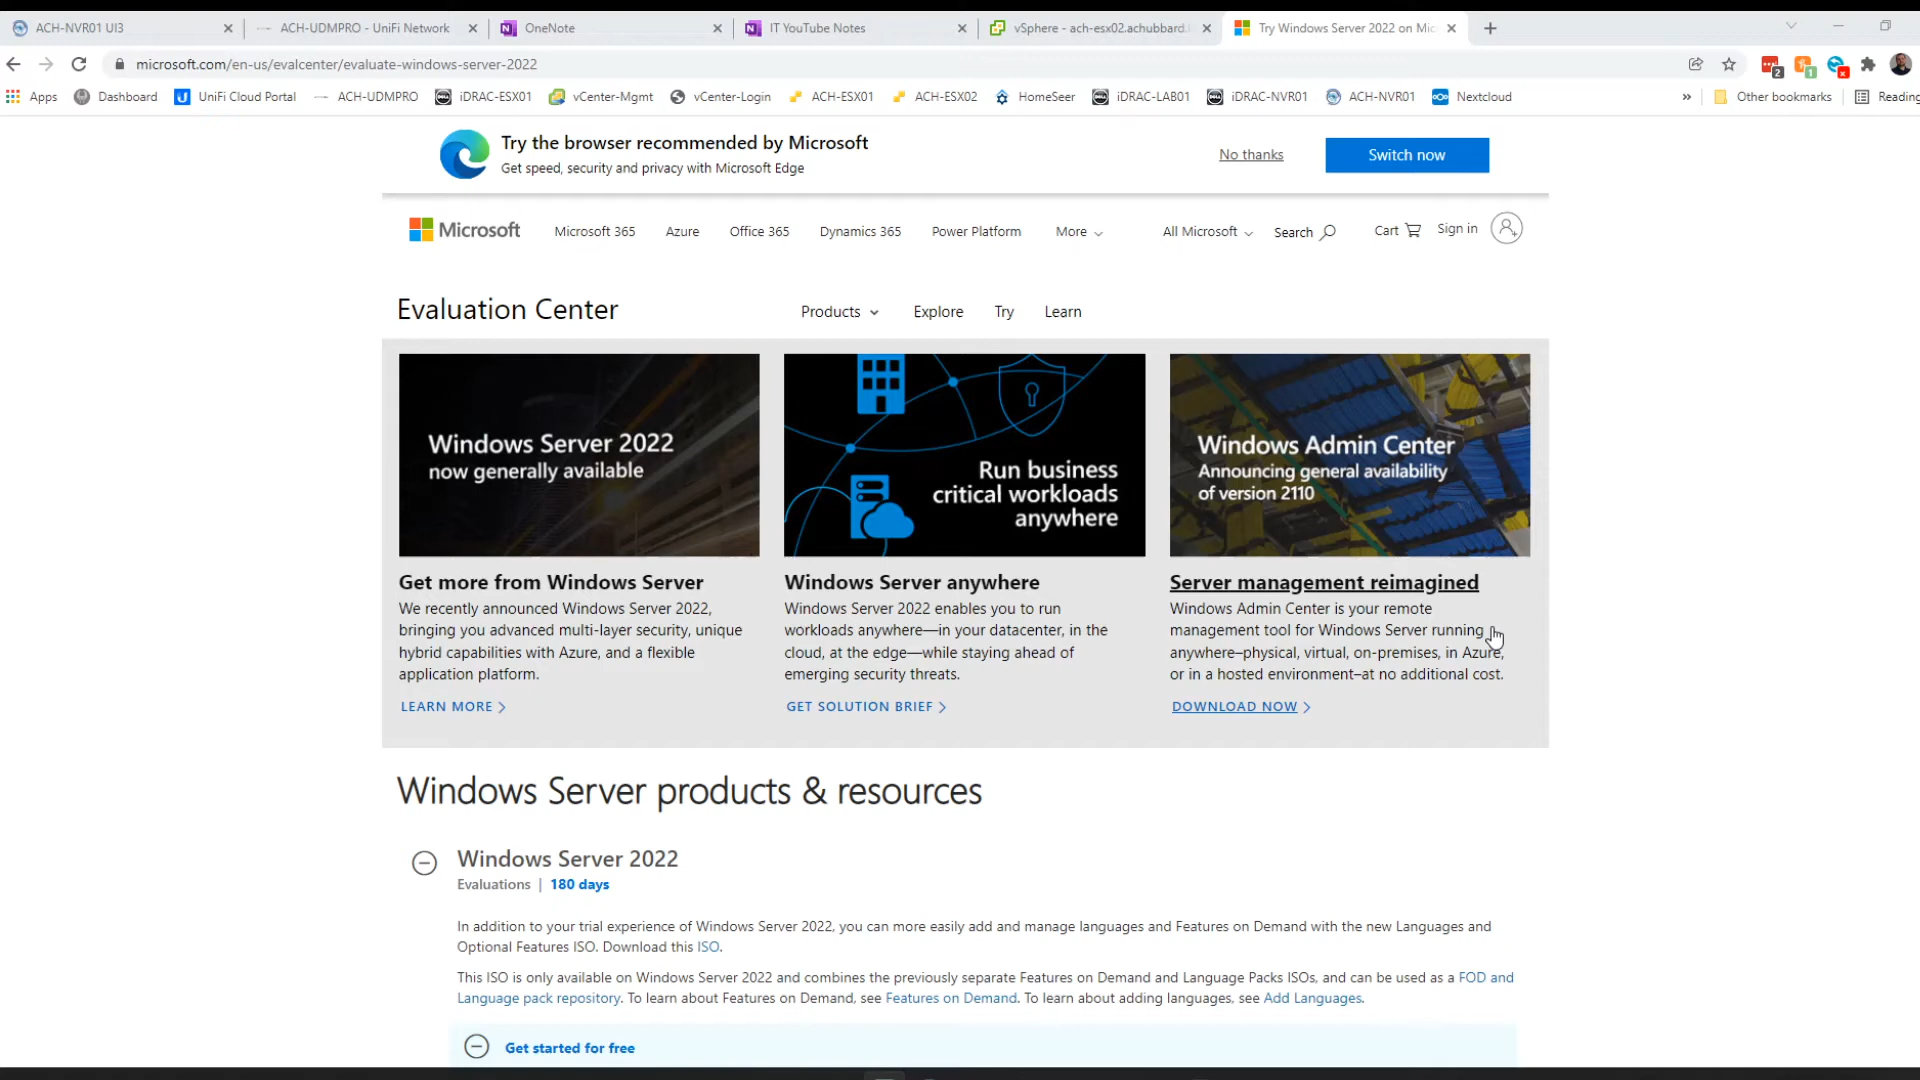 ACH-NVR01 UI3
ACH-UDMPRO - UniFi Network
OneNote
IT YouTube Notes
vSphere - ach-esx02.achubbard.
Try Windows Server 2022 on Mic
microsoft.com/en-us/evalcenter/evaluate-windows-server-2022
2
1
x
Apps
Dashboard
UniFi Cloud Portal
ACH-UDMPRO
iDRAC-ESX01
vCenter-Mgmt
vCenter-Login
ACH-ESX01
ACH-ESX02
HomeSeer
iDRAC-LAB01
iDRAC-NVR01
ACH-NVR01
Nextcloud
»
Other bookmarks
Reading
Try the browser recommended by Microsoft
Get speed, security and privacy with Microsoft Edge
No thanks
Switch now
Microsoft
Microsoft 365
Azure
Office 365
Dynamics 365
Power Platform
More
All Microsoft
Search
Cart
Sign in
Evaluation Center
Products
Explore
Try
Learn
Windows Server 2022
now generally available
Run business
critical workloads
anywhere
Windows Admin Center
Announcing general availability
of version 2110
Get more from Windows Server
We recently announced Windows Server 2022,
bringing you advanced multi-layer security, unique
hybrid capabilities with Azure, and a flexible
application platform.
LEARN MORE
Windows Server anywhere
Windows Server 2022 enables you to run
workloads anywhere—in your datacenter, in the
cloud, at the edge—while staying ahead of
emerging security threats.
GET SOLUTION BRIEF
Server management reimagined
Windows Admin Center is your remote
management tool for Windows Server running
anywhere–physical, virtual, on-premises, in Azure,
or in a hosted environment–at no additional cost.
DOWNLOAD NOW
Windows Server products & resources
Windows Server 2022
Evaluations | 180 days
In addition to your trial experience of Windows Server 2022, you can more easily add and manage languages and Features on Demand with the new Languages and
Optional Features ISO. Download this ISO.
This ISO is only available on Windows Server 2022 and combines the previously separate Features on Demand and Language Packs ISOs, and can be used as a FOD and
Language pack repository. To learn about Features on Demand, see Features on Demand. To learn about adding languages, see Add Languages.
Get started for free